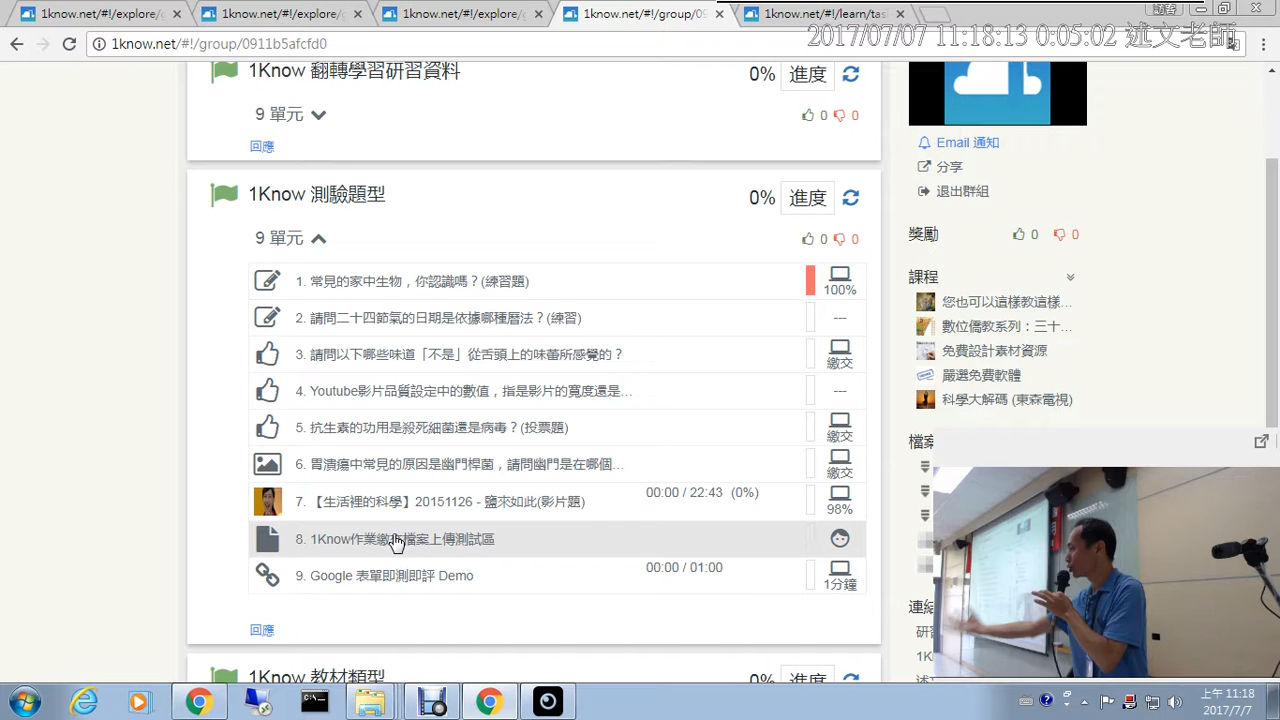 1know.net/#!/explore/g
1know.net/#!/explore/g
1know.net/#!/explore/g
1know.net/#!/group/09
1know.net/#!/learn/tas
1know.net/#!/group/0911b5afcfd0
2017/07/07 11:18:13 0:05:02 述文老師
1Know 翻轉學習研習資料
0% 進度
9 單元
0 0
回應
1Know 測驗題型
0% 進度
9 單元
0 0
1. 常見的家中生物，你認識嗎？(練習題)
100%
2. 請問二十四節氣的日期是依據哪種曆法？(練習)
---
3. 請問以下哪些味道「不是」從舌頭上的味蕾所感覺的？
繳交
4. Youtube影片品質設定中的數值，指是影片的寬度還是...
---
5. 抗生素的功用是殺死細菌還是病毒？(投票題)
繳交
6. 胃潰瘍中常見的原因是幽門桿菌，請問幽門是在哪個...
繳交
7. 【生活裡的科學】20151126 - 鹽來如此(影片題)
00:00 / 22:43 (0%)
98%
8. 1Know作業繳交檔案上傳測試區
9. Google 表單即測即評 Demo
00:00 / 01:00
1分鐘
回應
1Know 教材類型
進度
Email 通知
分享
退出群組
獎勵
0 0
課程
您也可以這樣教這樣...
數位僑教系列：三十...
免費設計素材資源
嚴選免費軟體
科學大解碼 (東森電視)
檔案
連結
研
1K
上午 11:18
2017/7/7